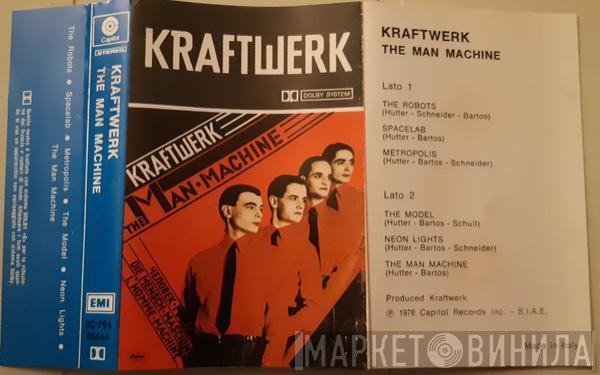 Capitol
STEREO
KRAFTWERK
THE MAN MACHINE
The Robots • Spacelab • Metropolis • The Model • Neon Lights •
The Man Machine
EMI
KRAFTWERK
DOLBY SYSTEM
KRAFTWERK
THE
MAN•MACHINE
DIE MENSCH•MASCHINE
L'HOMME•MACHINE
KRAFTWERK
THE MAN MACHINE
Lato 1
THE ROBOTS
(Hutter - Schneider - Bartos)
SPACELAB
(Hutter - Bartos)
METROPOLIS
(Hutter - Bartos - Schneider)
Lato 2
THE MODEL
(Hutter - Bartos - Schult)
NEON LIGHTS
(Hutter - Bartos - Schneider)
THE MAN MACHINE
(Hutter - Bartos)
Produced Kraftwerk
℗ 1978 Capitol Records Inc. - S.I.A.E.
Made in Italy
МАРКЕТ ВИНИЛА